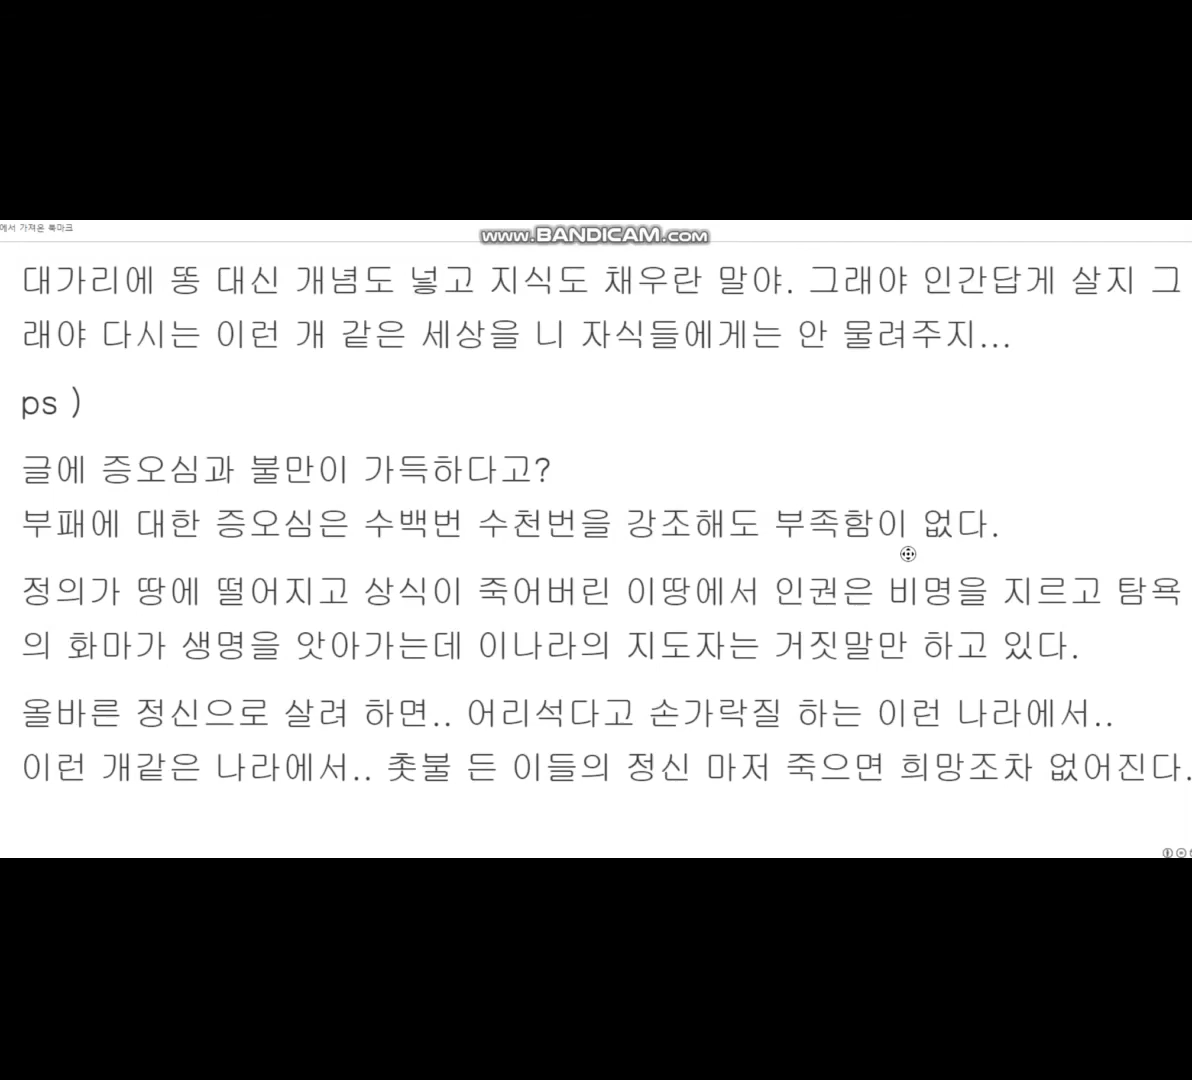 에서 가져온 북마크
www.BANDICAM.com
대가리에 똥 대신 개념도 넣고 지식도 채우란 말야. 그래야 인간답게 살지 그
래야 다시는 이런 개 같은 세상을 니 자식들에게는 안 물려주지...
ps )
글에 증오심과 불만이 가득하다고?
부패에 대한 증오심은 수백번 수천번을 강조해도 부족함이 없다.
정의가 땅에 떨어지고 상식이 죽어버린 이땅에서 인권은 비명을 지르고 탐욕
의 화마가 생명을 앗아가는데 이나라의 지도자는 거짓말만 하고 있다.
올바른 정신으로 살려 하면.. 어리석다고 손가락질 하는 이런 나라에서..
이런 개같은 나라에서.. 촛불 든 이들의 정신 마저 죽으면 희망조차 없어진다.